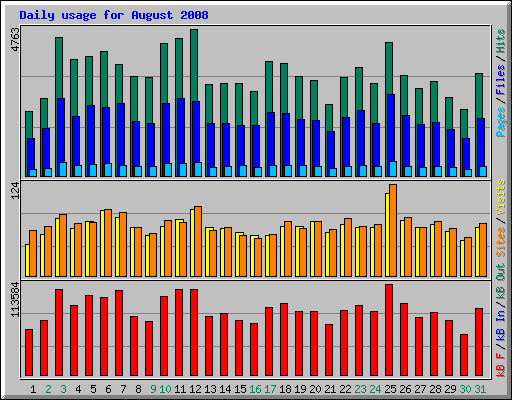 Daily usage for August 2008
4763
Pages / Files / Hits
124
Sites / Visits
113584
kB F / kB In / kB Out
1 2 3 4 5 6 7 8 9 10 11 12 13 14 15 16 17 18 19 20 21 22 23 24 25 26 27 28 29 30 31